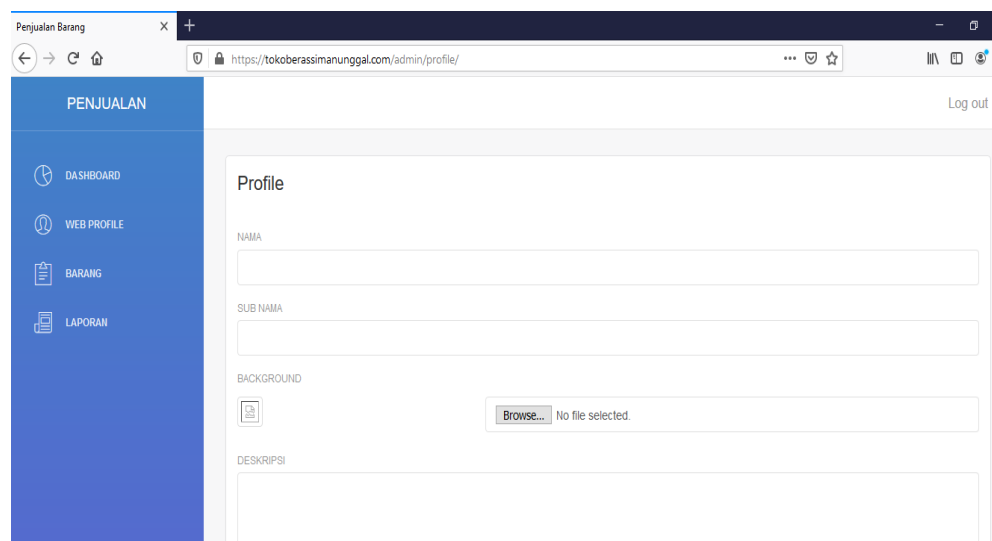 Penjualan Barang
https://tokoberassimanunggal.com/admin/profile/
PENJUALAN
Log out
DASHBOARD
WEB PROFILE
BARANG
LAPORAN
Profile
NAMA
SUB NAMA
BACKGROUND
Browse... No file selected.
DESKRIPSI